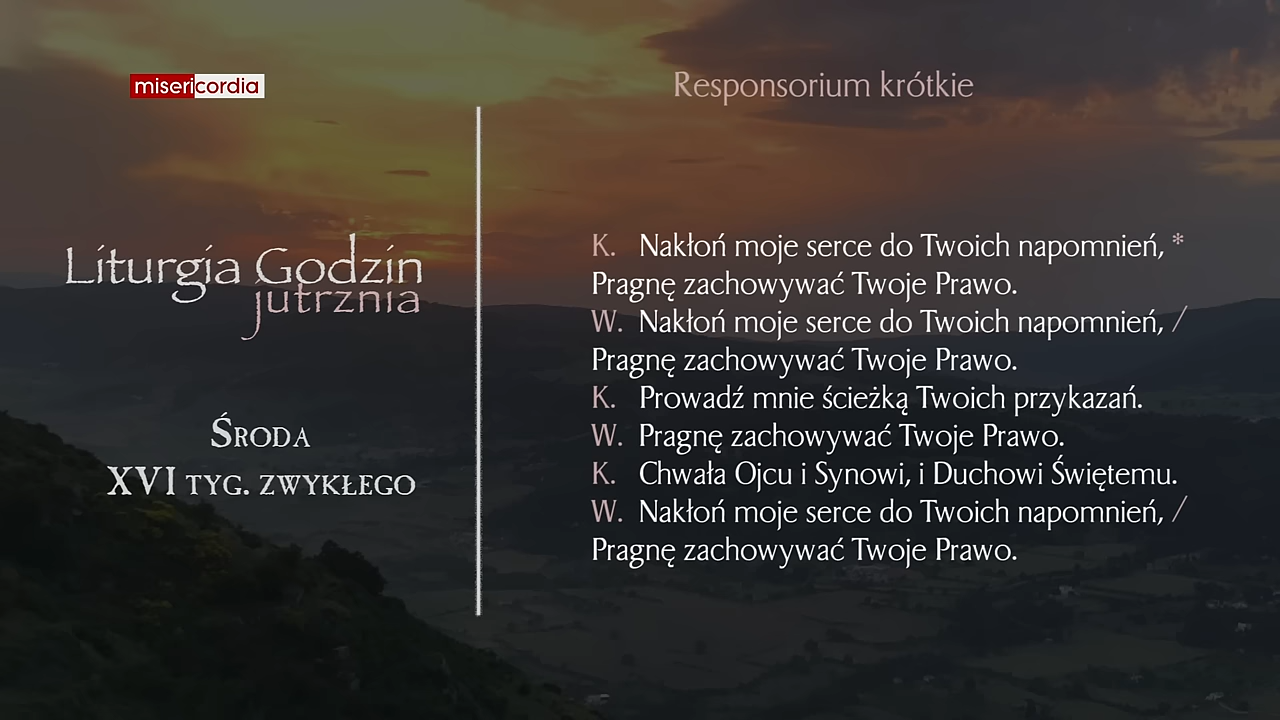 misericordia
Liturgia Godzin
jutrznia
Środa
XVI tyg. zwykłego
Responsorium krótkie
K. Nakłoń moje serce do Twoich napomnień, *
Pragnę zachowywać Twoje Prawo.
W. Nakłoń moje serce do Twoich napomnień, /
Pragnę zachowywać Twoje Prawo.
K. Prowadź mnie ścieżką Twoich przykazań.
W. Pragnę zachowywać Twoje Prawo.
K. Chwała Ojcu i Synowi, i Duchowi Świętemu.
W. Nakłoń moje serce do Twoich napomnień, /
Pragnę zachowywać Twoje Prawo.